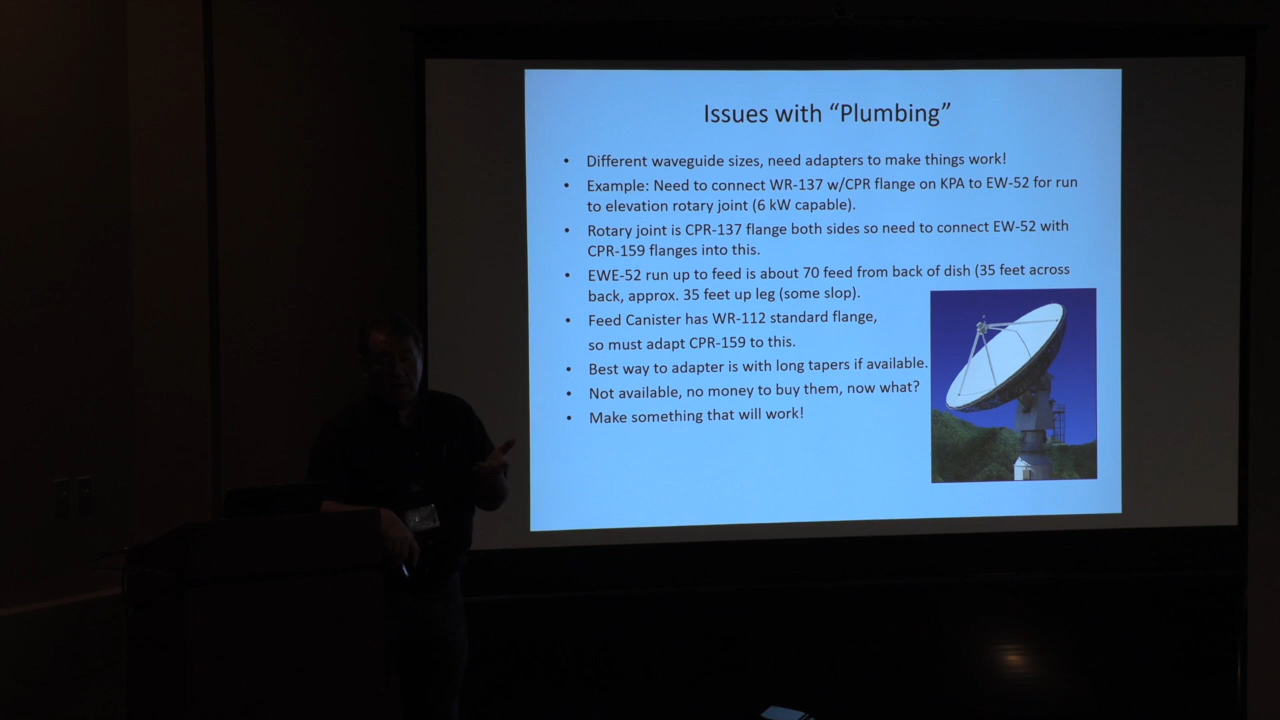 Issues with “Plumbing”
• Different waveguide sizes, need adapters to make things work!
• Example: Need to connect WR-137 w/CPR flange on KPA to EW-52 for run
to elevation rotary joint (6 kW capable).
• Rotary joint is CPR-137 flange both sides so need to connect EW-52 with
CPR-159 flanges into this.
• EWE-52 run up to feed is about 70 feed from back of dish (35 feet across
back, approx. 35 feet up leg (some slop).
• Feed Canister has WR-112 standard flange,
so must adapt CPR-159 to this.
• Best way to adapter is with long tapers if available.
• Not available, no money to buy them, now what?
• Make something that will work!